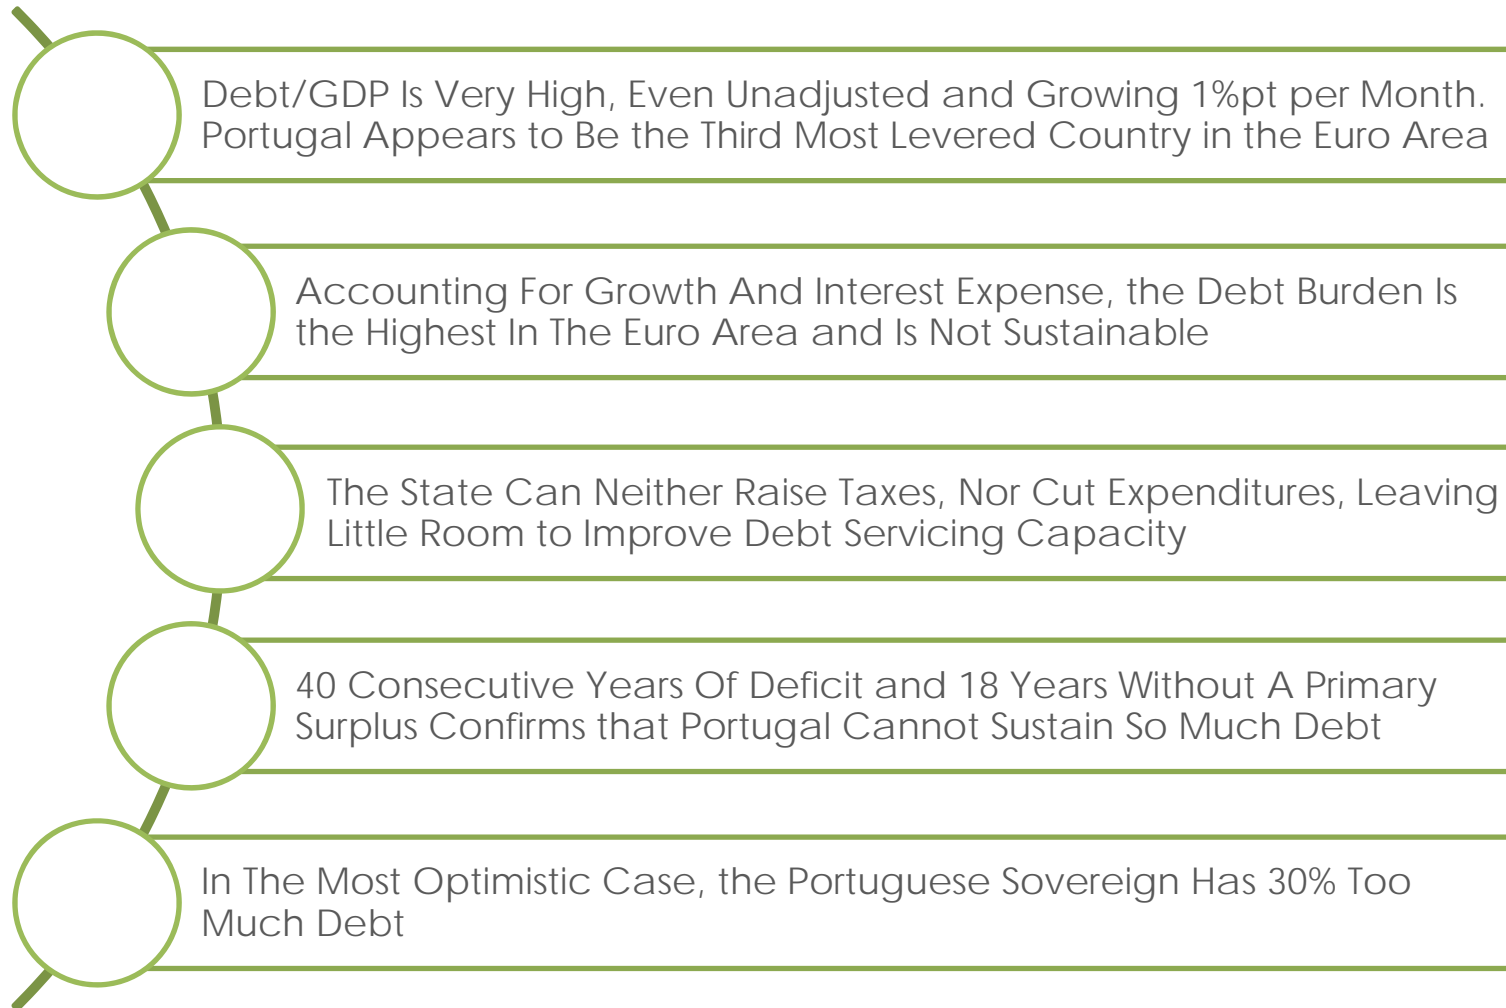 Debt/GDP Is Very High, Even Unadjusted and Growing 1%pt per Month.
Portugal Appears to Be the Third Most Levered Country in the Euro Area
Accounting For Growth And Interest Expense, the Debt Burden Is
the Highest In The Euro Area and Is Not Sustainable
The State Can Neither Raise Taxes, Nor Cut Expenditures, Leaving
Little Room to Improve Debt Servicing Capacity
40 Consecutive Years Of Deficit and 18 Years Without A Primary
Surplus Confirms that Portugal Cannot Sustain So Much Debt
In The Most Optimistic Case, the Portuguese Sovereign Has 30% Too
Much Debt